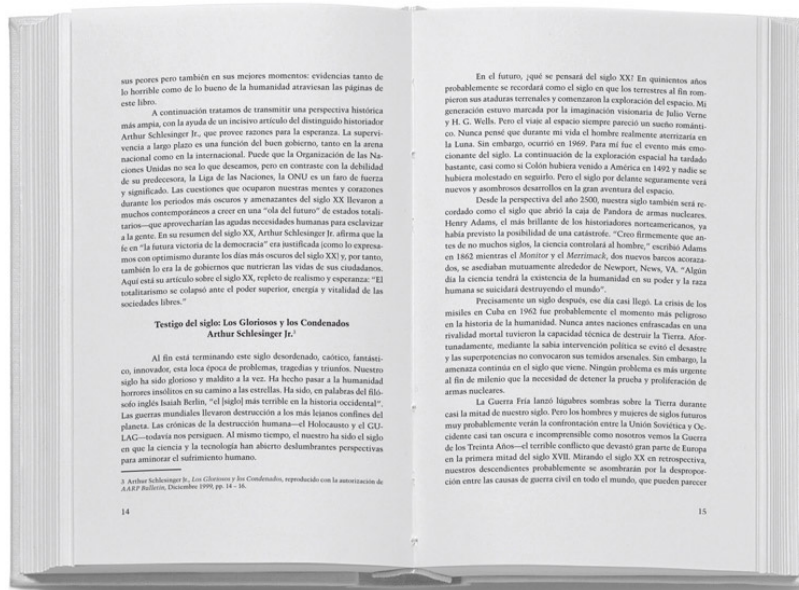 sus peores pero también en sus mejores momentos: evidencias tanto de
lo horrible como de lo bueno de la humanidad atraviesan las páginas de
este libro.
A continuación tratamos de transmitir una perspectiva histórica
más amplia, con la ayuda de un incisivo artículo del distinguido historiador
Arthur Schlesinger Jr., que provee razones para la esperanza. La supervi-
vencia a largo plazo es una función del buen gobierno, tanto en la arena
nacional como en la internacional. Puede que la Organización de las Na-
ciones Unidas no sea lo que deseamos, pero en contraste con la debilidad
de su predecesora, la Liga de las Naciones, la ONU es un faro de fuerza
y significado. Las cuestiones que ocuparon nuestras mentes y corazones
durante los periodos más oscuros y amenazantes del siglo XX llevaron a
muchos contemporáneos a creer en una "ola del futuro" de estados totali-
tarios—que aprovecharían las agudas necesidades humanas para esclavizar
a la gente. En su resumen del siglo XX, Arthur Schlesinger Jr. afirma que la
fe en "la futura victoria de la democracia" era justificada [como lo expresa-
mos con optimismo durante los días más oscuros del siglo XX] y, por tanto,
también lo era la de gobiernos que nutrieran las vidas de sus ciudadanos.
Aquí está su artículo sobre el siglo XX, repleto de realismo y esperanza: "El
totalitarismo se colapsó ante el poder superior, energía y vitalidad de las
sociedades libres."
Testigo del siglo: Los Gloriosos y los Condenados
Arthur Schlesinger Jr.³
Al fin está terminando este siglo desordenado, caótico, fantásti-
co, innovador, esta loca época de problemas, tragedias y triunfos. Nuestro
siglo ha sido glorioso y maldito a la vez. Ha hecho pasar a la humanidad
horrores insólitos en su camino a las estrellas. Ha sido, en palabras del filó-
sofo inglés Isaiah Berlin, "el [siglo] más terrible en la historia occidental".
Las guerras mundiales llevaron destrucción a los más lejanos confines del
planeta. Las crónicas de la destrucción humana—el Holocausto y el GU-
LAG—todavía nos persiguen. Al mismo tiempo, el nuestro ha sido el siglo
en que la ciencia y la tecnología han abierto deslumbrantes perspectivas
para aminorar el sufrimiento humano.
3 Arthur Schlesinger Jr., Los Gloriosos y los Condenados, reproducido con la autorización de
AARP Bulletin, Diciembre 1999, pp. 14 – 16.
14
En el futuro, ¿qué se pensará del siglo XX? En quinientos años
probablemente se recordará como el siglo en que los terrestres al fin rom-
pieron sus ataduras terrenales y comenzaron la exploración del espacio. Mi
generación estuvo marcada por la imaginación visionaria de Julio Verne
y H. G. Wells. Pero el viaje al espacio siempre pareció un sueño románti-
co. Nunca pensé que durante mi vida el hombre realmente aterrizaría en
la Luna. Sin embargo, ocurrió en 1969. Para mí fue el evento más emo-
cionante del siglo. La continuación de la exploración espacial ha tardado
bastante, casi como si Colón hubiera venido a América en 1492 y nadie se
hubiera molestado en seguirlo. Pero el siglo por delante seguramente verá
nuevos y asombrosos desarrollos en la gran aventura del espacio.
Desde la perspectiva del año 2500, nuestra siglo también será re-
cordado como el siglo que abrió la caja de Pandora de armas nucleares.
Henry Adams, el más brillante de los historiadores norteamericanos, ya
había previsto la posibilidad de una catástrofe. "Creo firmemente que an-
tes de no muchos siglos, la ciencia controlará al hombre," escribió Adams
en 1862 mientras el Monitor y el Merrimack, dos nuevos barcos acoraza-
dos, se asediaban mutuamente alrededor de Newport, News, VA. "Algún
día la ciencia tendrá la existencia de la humanidad en su poder y la raza
humana se suicidará destruyendo el mundo".
Precisamente un siglo después, ese día casi llegó. La crisis de los
misiles en Cuba en 1962 fue probablemente el momento más peligroso
en la historia de la humanidad. Nunca antes naciones enfrascadas en una
rivalidad mortal tuvieron la capacidad técnica de destruir la Tierra. Afor-
tunadamente, mediante la sabia intervención política se evitó el desastre
y las superpotencias no convocaron sus temidos arsenales. Sin embargo, la
amenaza continúa en el siglo que viene. Ningún problema es más urgente
al fin de milenio que la necesidad de detener la prueba y proliferación de
armas nucleares.
La Guerra Fría lanzó lúgubres sombras sobre la Tierra durante
casi la mitad de nuestro siglo. Pero los hombres y mujeres de siglos futuros
muy probablemente verán la confrontación entre la Unión Soviética y Oc-
cidente casi tan oscura e incomprensible como nosotros vemos la Guerra
de los Treinta Años—el terrible conflicto que devastó gran parte de Europa
en la primera mitad del siglo XVII. Mirando el siglo XX en retrospectiva,
nuestros descendientes probablemente se asombrarán por la despropor-
ción entre las causas de guerra civil en todo el mundo, que pueden parecer
15